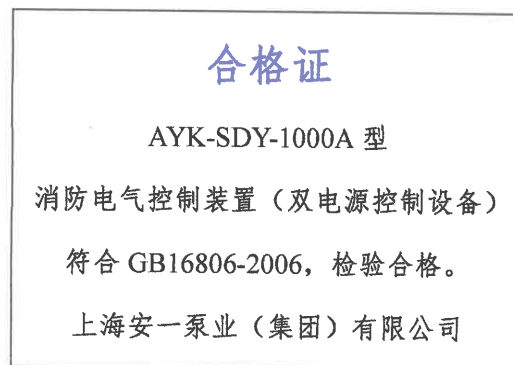 合格证
AYK-SDY-1000A 型
消防电气控制装置（双电源控制设备）
符合 GB16806-2006，检验合格。
上海安一泵业（集团）有限公司